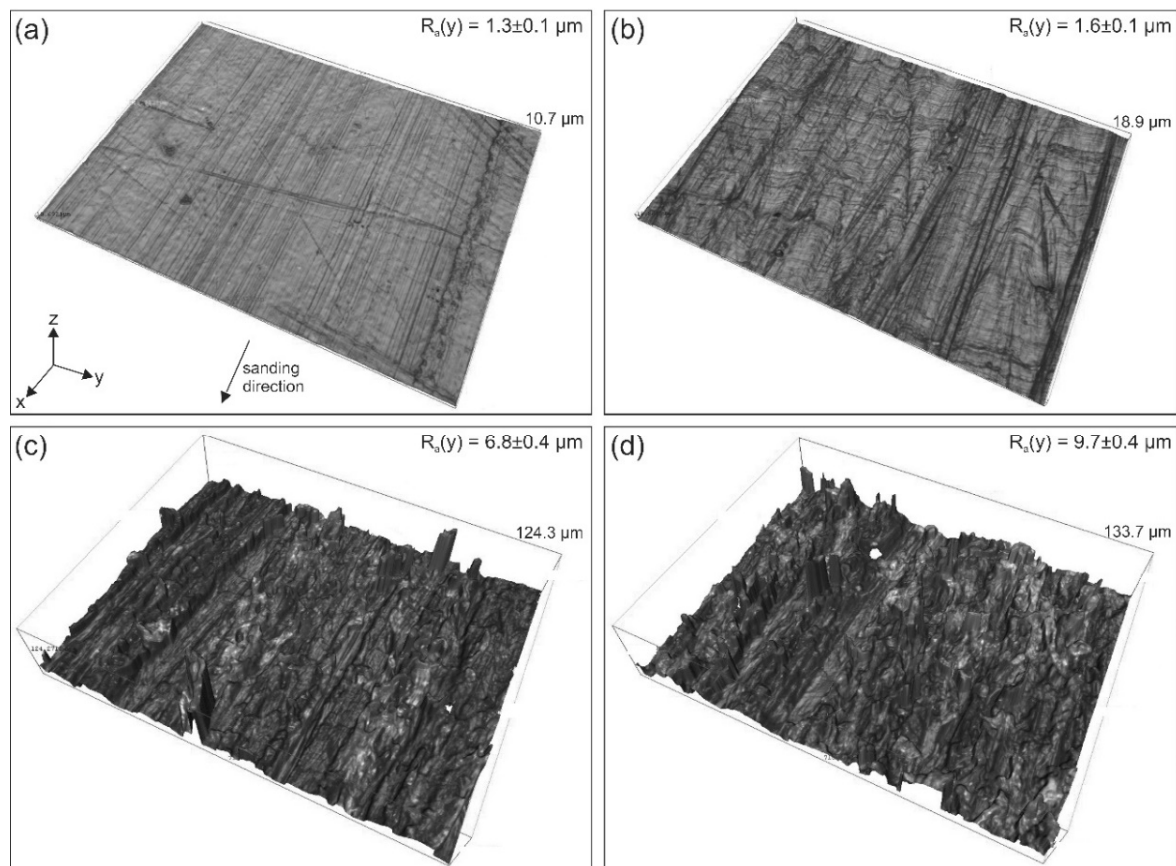 (a)
Rₐ(y) = 1.3±0.1 µm
10.7 µm
z
y
x
sanding
direction
(b)
Rₐ(y) = 1.6±0.1 µm
18.9 µm
(c)
Rₐ(y) = 6.8±0.4 µm
124.3 µm
(d)
Rₐ(y) = 9.7±0.4 µm
133.7 µm